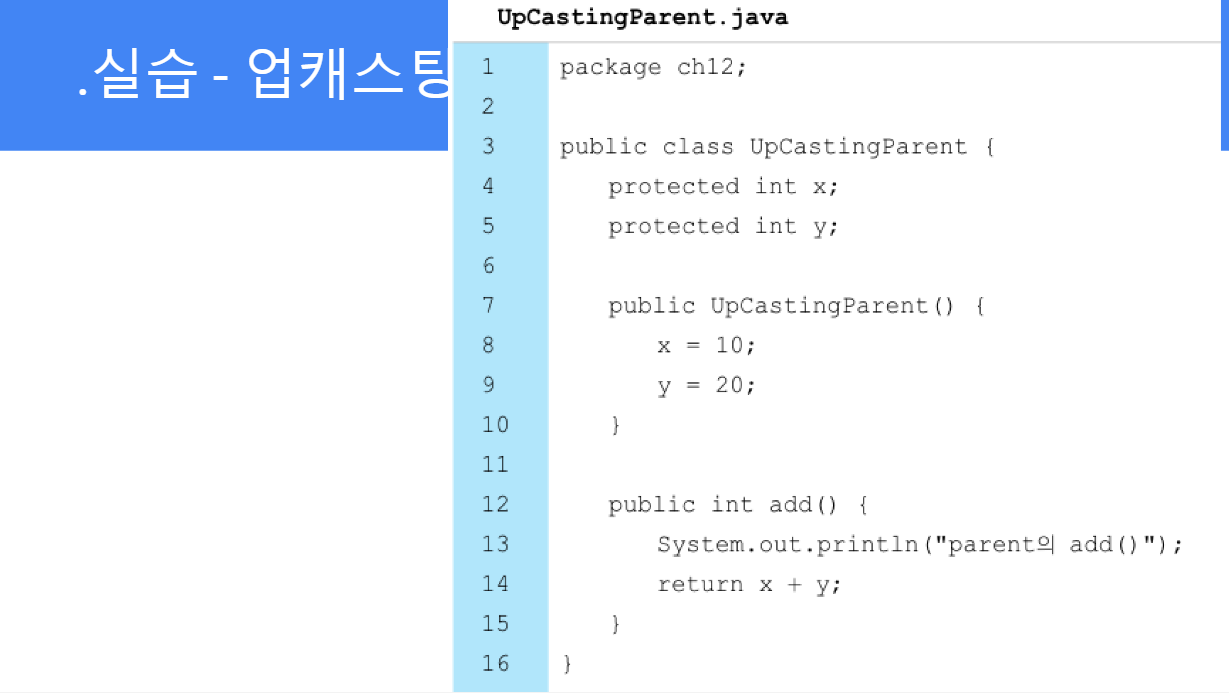 .실습 - 업캐스팅
UpCastingParent.java
1 package ch12;
2
3 public class UpCastingParent {
4 protected int x;
5 protected int y;
6
7 public UpCastingParent() {
8 x = 10;
9 y = 20;
10 }
11
12 public int add() {
13 System.out.println("parent의 add()");
14 return x + y;
15 }
16 }